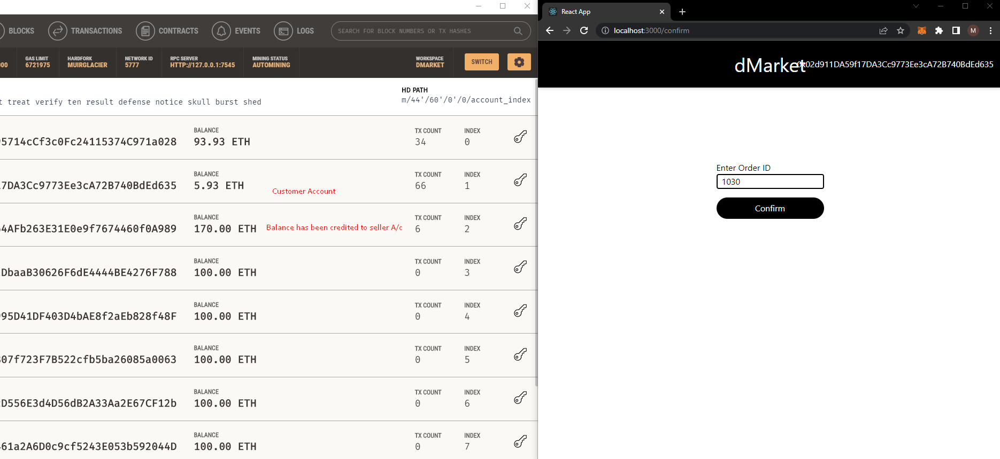 BLOCKS TRANSACTIONS CONTRACTS EVENTS LOGS SEARCH FOR BLOCK NUMBERS OR TX HASHES
000 GAS LIMIT 6721975 HARDFORK MUIRGLACIER NETWORK ID 5777 RPC SERVER HTTP://127.0.0.1:7545 MINING STATUS AUTOMINING WORKSPACE DMARKET SWITCH
t treat verify ten result defense notice skull burst shed
HD PATH
m/44'/60'/0'/0/account_index
BALANCE TX COUNT INDEX
95714cCf3c0Fc24115374C971a028 93.93 ETH 34 0
BALANCE TX COUNT INDEX
17DA3Cc9773Ee3cA72B740BdEd635 5.93 ETH 66 1
Customer Account
BALANCE TX COUNT INDEX
64AFb263E31E0e9f7674460f0A989 170.00 ETH Balance has been credited to seller A/c 6 2
BALANCE TX COUNT INDEX
DbaaB30626F6dE4444BE4276F788 100.00 ETH 0 3
BALANCE TX COUNT INDEX
995D41DF403D4bAE8f2aEb828f48F 100.00 ETH 0 4
BALANCE TX COUNT INDEX
307f723F7B522cfb5ba26085a0063 100.00 ETH 0 5
BALANCE TX COUNT INDEX
D556E3d4D56dB2A33Aa2E67CF12b 100.00 ETH 0 6
BALANCE TX COUNT INDEX
461a2A6D0c9cf5243E053b592044D 100.00 ETH 0 7
React App
localhost:3000/confirm
M
dMarket
0x02d911DA59f17DA3Cc9773Ee3cA72B740BdEd635
Enter Order ID
1030
Confirm